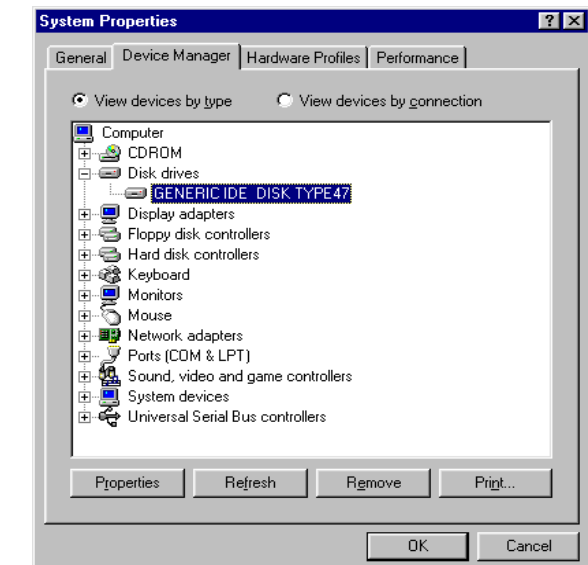 System Properties
General Device Manager Hardware Profiles Performance
View devices by type View devices by connection
Computer
CDROM
Disk drives
GENERIC IDE DISK TYPE47
Display adapters
Floppy disk controllers
Hard disk controllers
Keyboard
Monitors
Mouse
Network adapters
Ports (COM & LPT)
Sound, video and game controllers
System devices
Universal Serial Bus controllers
Properties Refresh Remove Print...
OK Cancel